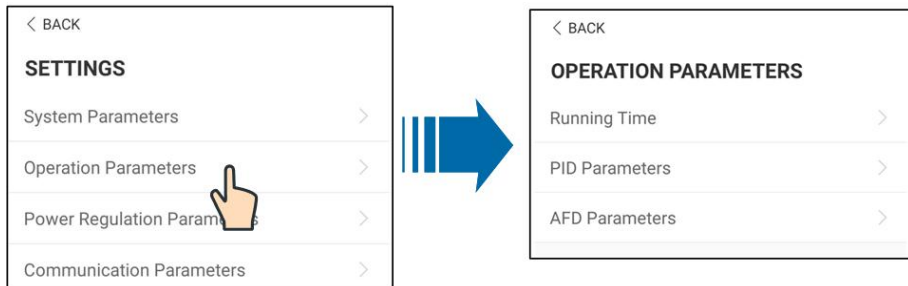 < BACK
SETTINGS
System Parameters >
Operation Parameters >
Power Regulation Parameters >
Communication Parameters >
< BACK
OPERATION PARAMETERS
Running Time >
PID Parameters >
AFD Parameters >